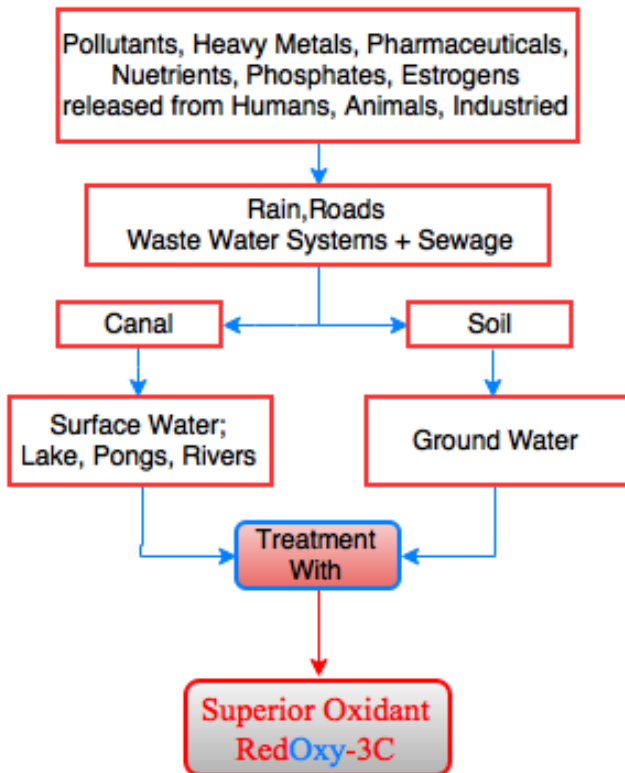 Pollutants, Heavy Metals, Pharmaceuticals,
Nuetrients, Phosphates, Estrogens
released from Humans, Animals, Industried
Rain,Roads
Waste Water Systems + Sewage
Canal
Soil
Surface Water;
Lake, Pongs, Rivers
Ground Water
Treatment
With
Superior Oxidant
RedOxy-3C